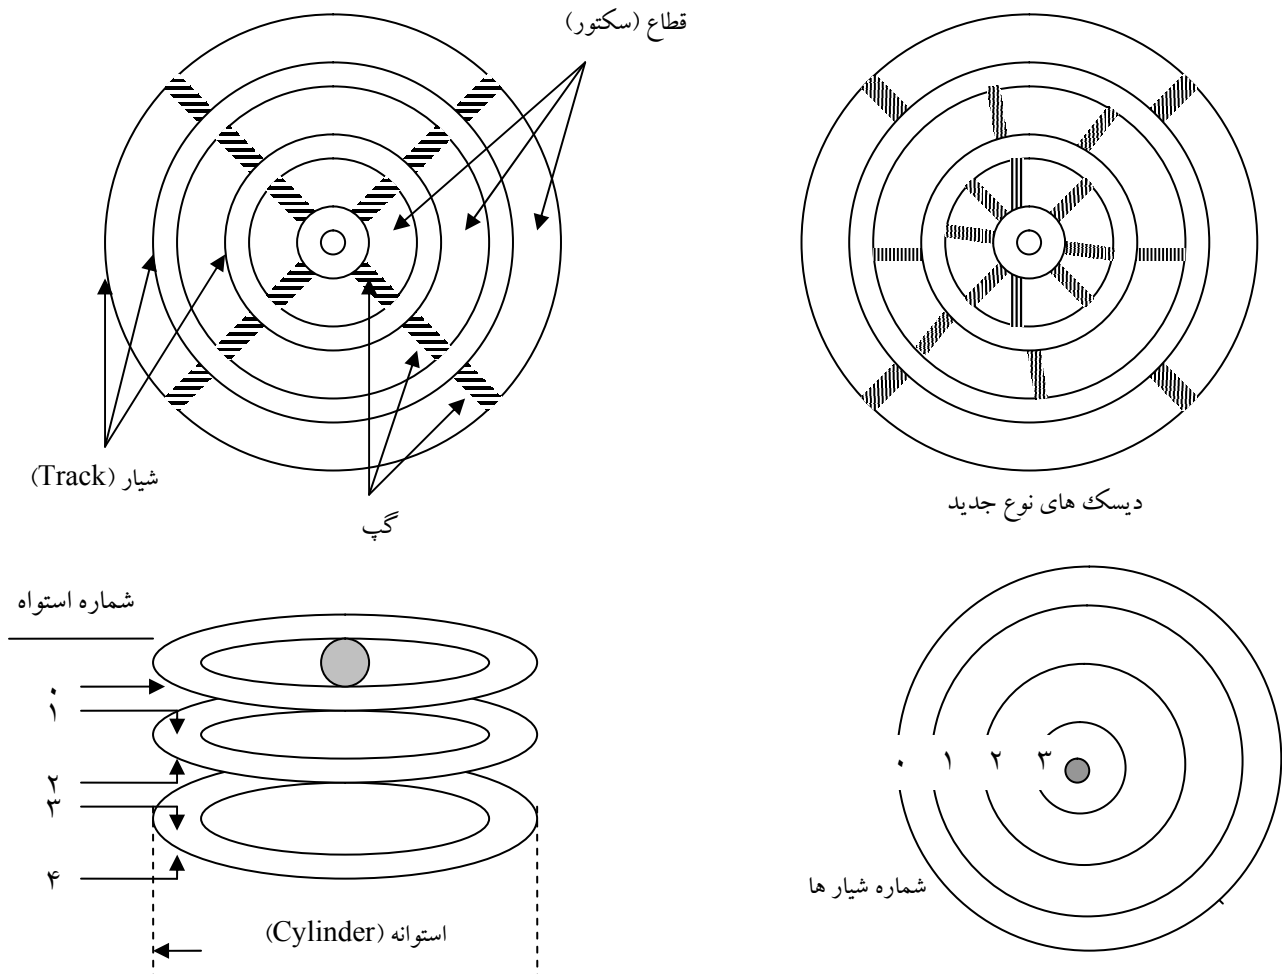 قطاع (سکتور)
شیار (Track)
گپ
دیسک های نوع جدید
شماره استواه
۰
۱
۲
۳
۴
استوانه (Cylinder)
۰ ۱ ۲ ۳
شماره شیار ها